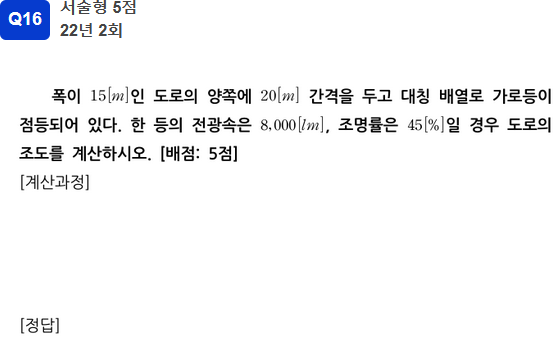 Q16
서술형 5점
22년 2회
폭이 15[m]인 도로의 양쪽에 20[m] 간격을 두고 대칭 배열로 가로등이
점등되어 있다. 한 등의 전광속은 8,000[lm], 조명률은 45[%]일 경우 도로의
조도를 계산하시오. [배점: 5점]
[계산과정]
[정답]